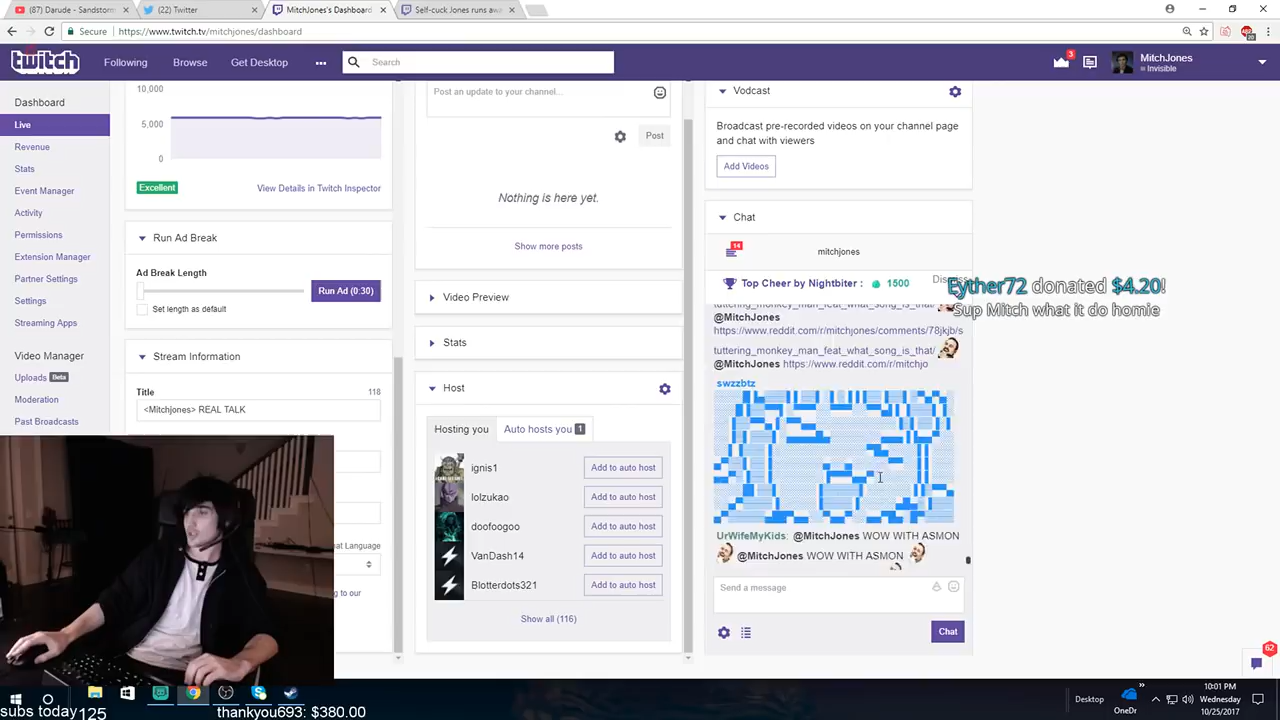 (87) Darude - Sandstorm
(22) Twitter
MitchJones's Dashboard
Self-cuck Jones runs awa
Secure
https://www.twitch.tv/mitchjones/dashboard
twitch
Following
Browse
Get Desktop
Search
3
MitchJones
Invisible
Dashboard
Live
Revenue
Stats
Event Manager
Activity
Permissions
Extension Manager
Partner Settings
Settings
Streaming Apps
Video Manager
Uploads Beta
Moderation
Past Broadcasts
10,000
5,000
0
Excellent
View Details in Twitch Inspector
Run Ad Break
Ad Break Length
Run Ad (0:30)
Set length as default
Stream Information
Title
118
<Mitchjones> REAL TALK
Language
to our
Post an update to your channel...
Post
Nothing is here yet.
Show more posts
Video Preview
Stats
Host
Hosting you
Auto hosts you 1
ignis1
Add to auto host
lolzukao
Add to auto host
doofoogoo
Add to auto host
VanDash14
Add to auto host
Blotterdots321
Add to auto host
Show all (116)
Vodcast
Broadcast pre-recorded videos on your channel page
and chat with viewers
Add Videos
Chat
14
mitchjones
Top Cheer by Nightbiter : 1500
Eyther72 donated $4.20!
Sup Mitch what it do homie
tuttering_monkey_man_feat_what_song_is_that/
@MitchJones
https://www.reddit.com/r/mitchjones/comments/78jkjb/s
tuttering_monkey_man_feat_what_song_is_that/
@MitchJones https://www.reddit.com/r/mitchjo
swzzbtz
UrWifeMyKids: @MitchJones WOW WITH ASMON
@MitchJones WOW WITH ASMON
Send a message
Chat
62
subs today 125
thankyou693: $380.00
Desktop
OneDr
10:01 PM
Wednesday
10/25/2017